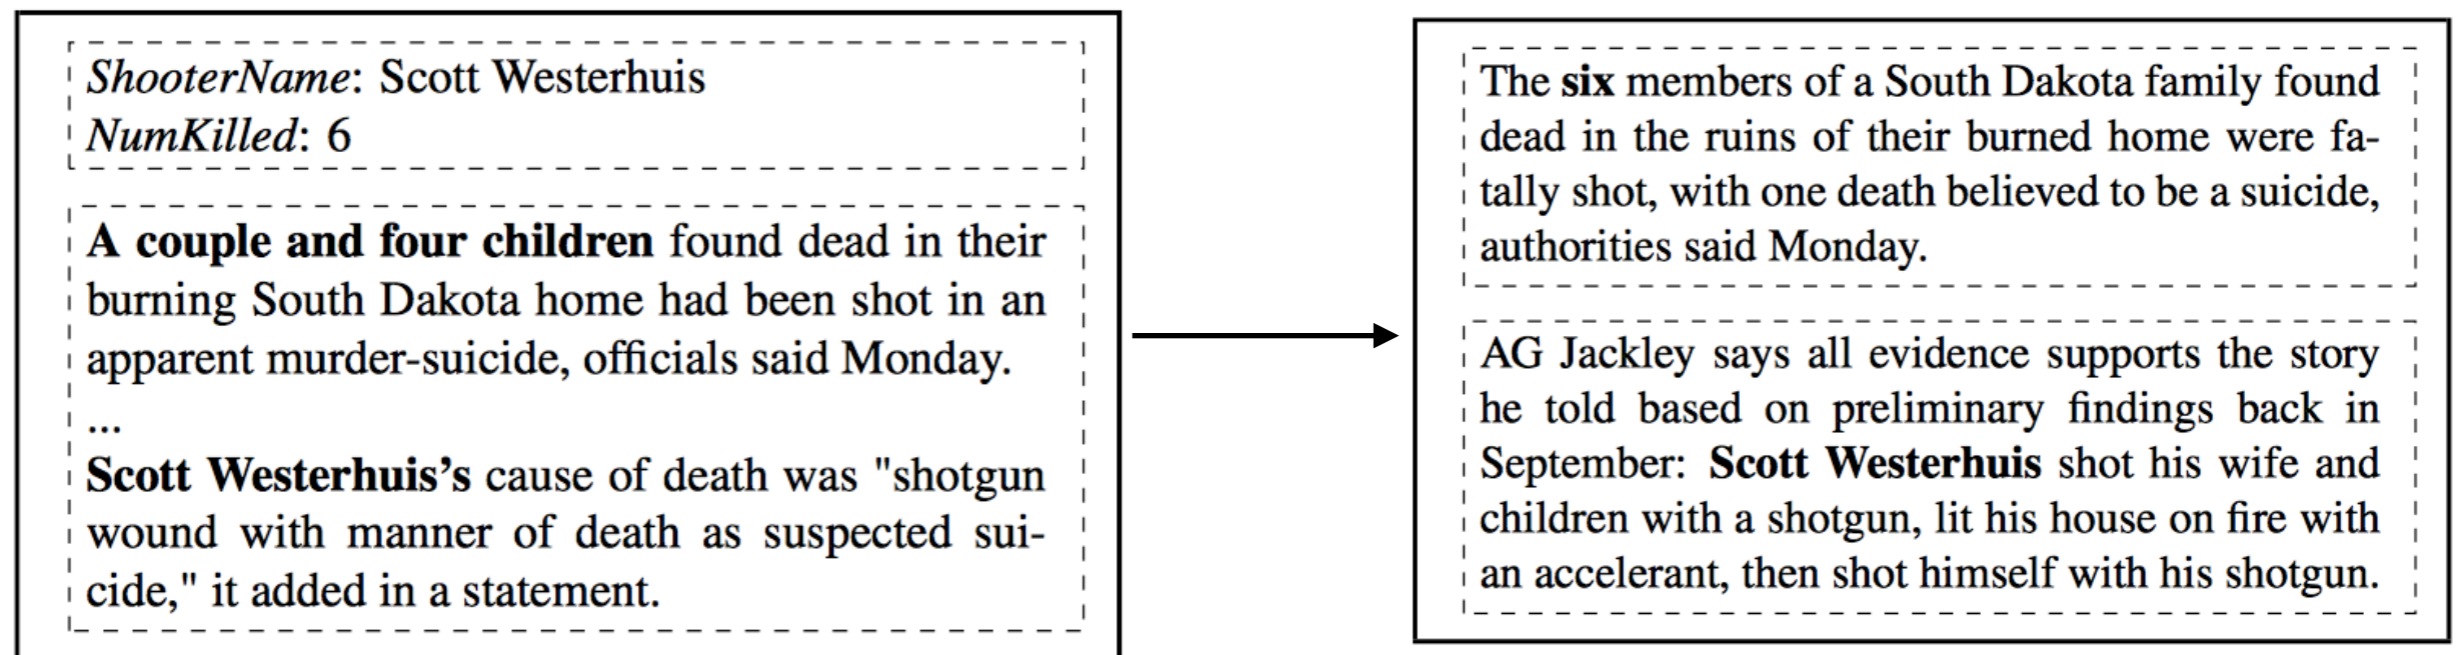 ShooterName: Scott Westerhuis
NumKilled: 6
A couple and four children found dead in their
burning South Dakota home had been shot in an
apparent murder-suicide, officials said Monday.
...
Scott Westerhuis's cause of death was "shotgun
wound with manner of death as suspected sui-
cide," it added in a statement.
The six members of a South Dakota family found
dead in the ruins of their burned home were fa-
tally shot, with one death believed to be a suicide,
authorities said Monday.
AG Jackley says all evidence supports the story
he told based on preliminary findings back in
September: Scott Westerhuis shot his wife and
children with a shotgun, lit his house on fire with
an accelerant, then shot himself with his shotgun.